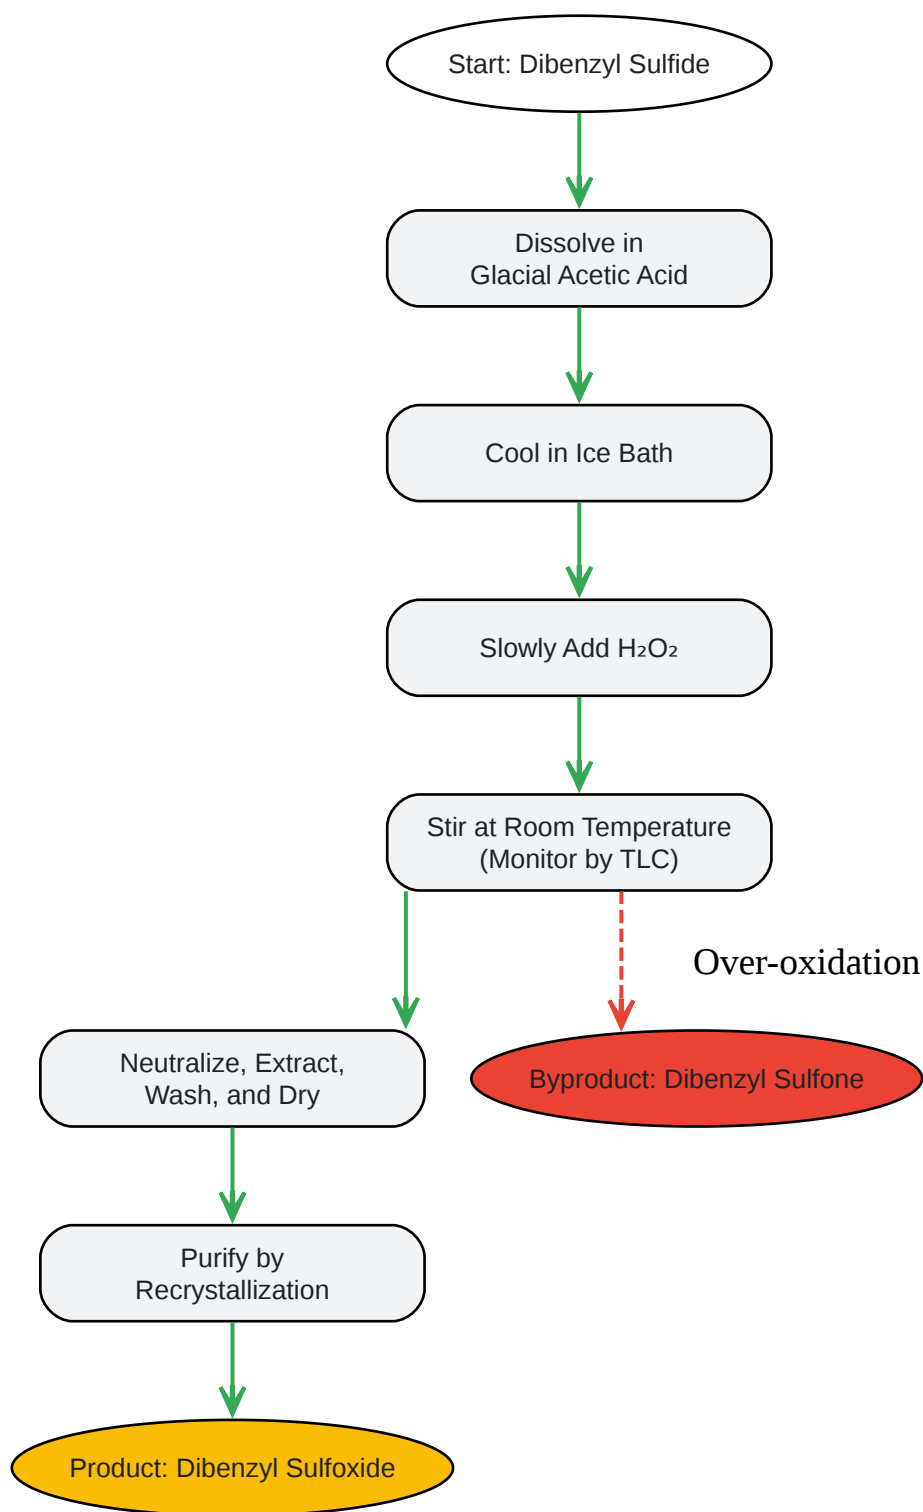 Start: Dibenzyl Sulfide
Dissolve in
Glacial Acetic Acid
Cool in Ice Bath
Slowly Add H₂O₂
Stir at Room Temperature
(Monitor by TLC)
Over-oxidation
Neutralize, Extract,
Wash, and Dry
Byproduct: Dibenzyl Sulfone
Purify by
Recrystallization
Product: Dibenzyl Sulfoxide